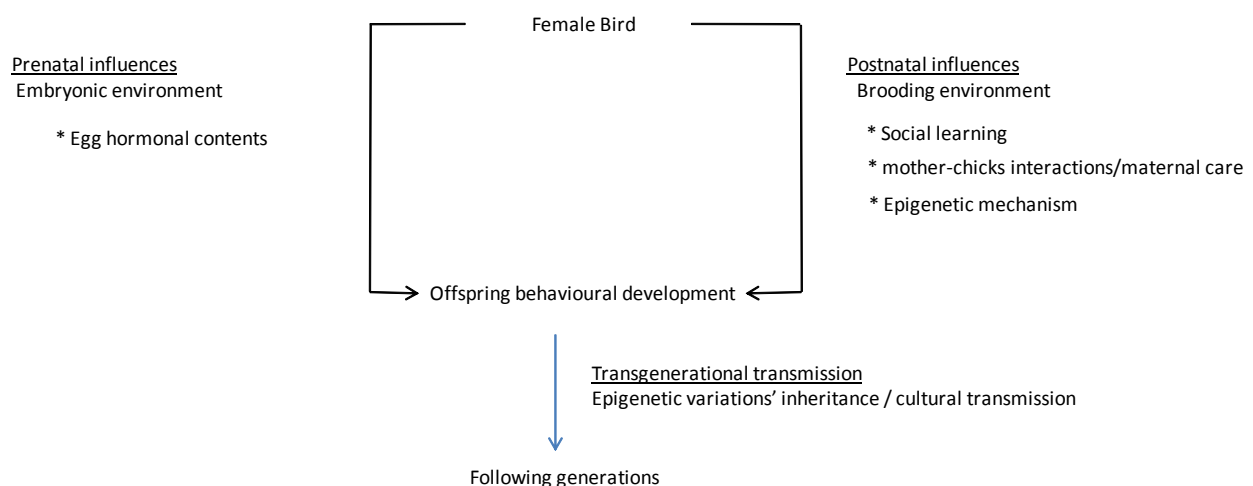 Female Bird
Prenatal influences
Embryonic environment
* Egg hormonal contents
Postnatal influences
Brooding environment
* Social learning
* mother-chicks interactions/maternal care
* Epigenetic mechanism
Offspring behavioural development
Transgenerational transmission
Epigenetic variations’ inheritance / cultural transmission
Following generations